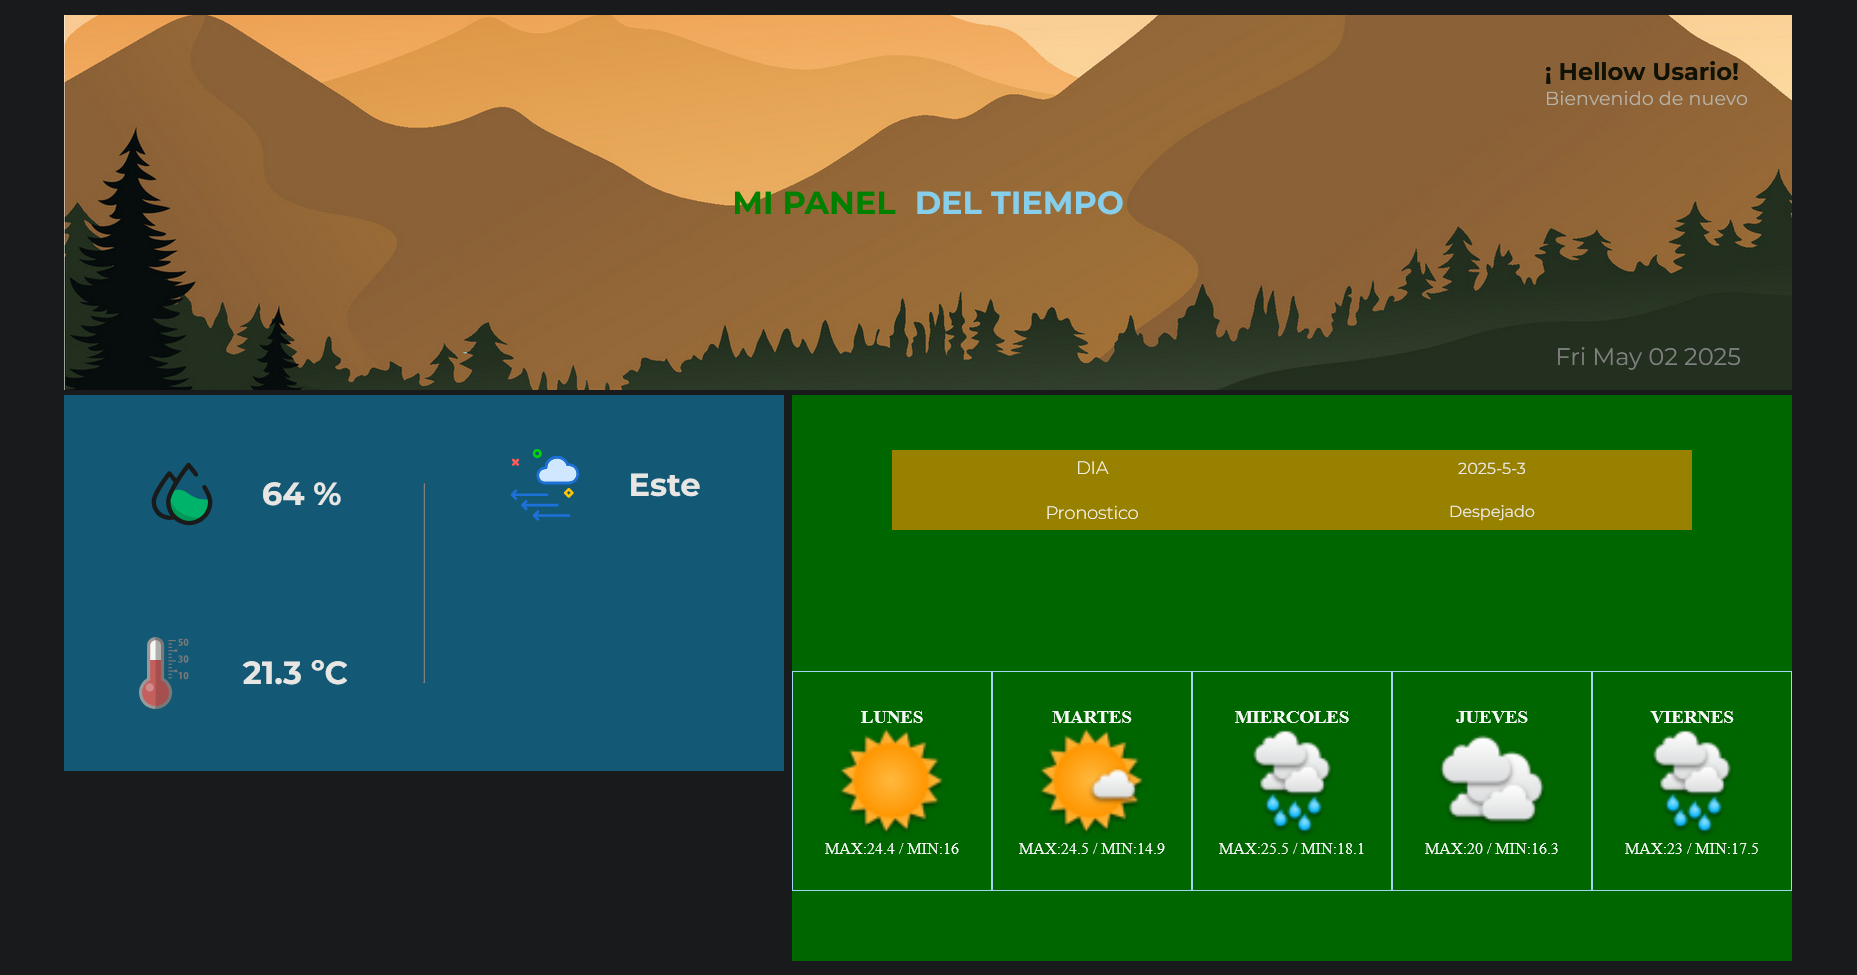 ¡ Hellow Usario!
Bienvenido de nuevo
MI PANEL DEL TIEMPO
Fri May 02 2025
64 %
Este
50
30
10
21.3 ºC
DIA 2025-5-3
Pronostico Despejado
LUNES MARTES MIERCOLES JUEVES VIERNES
MAX:24.4 / MIN:16 MAX:24.5 / MIN:14.9 MAX:25.5 / MIN:18.1 MAX:20 / MIN:16.3 MAX:23 / MIN:17.5